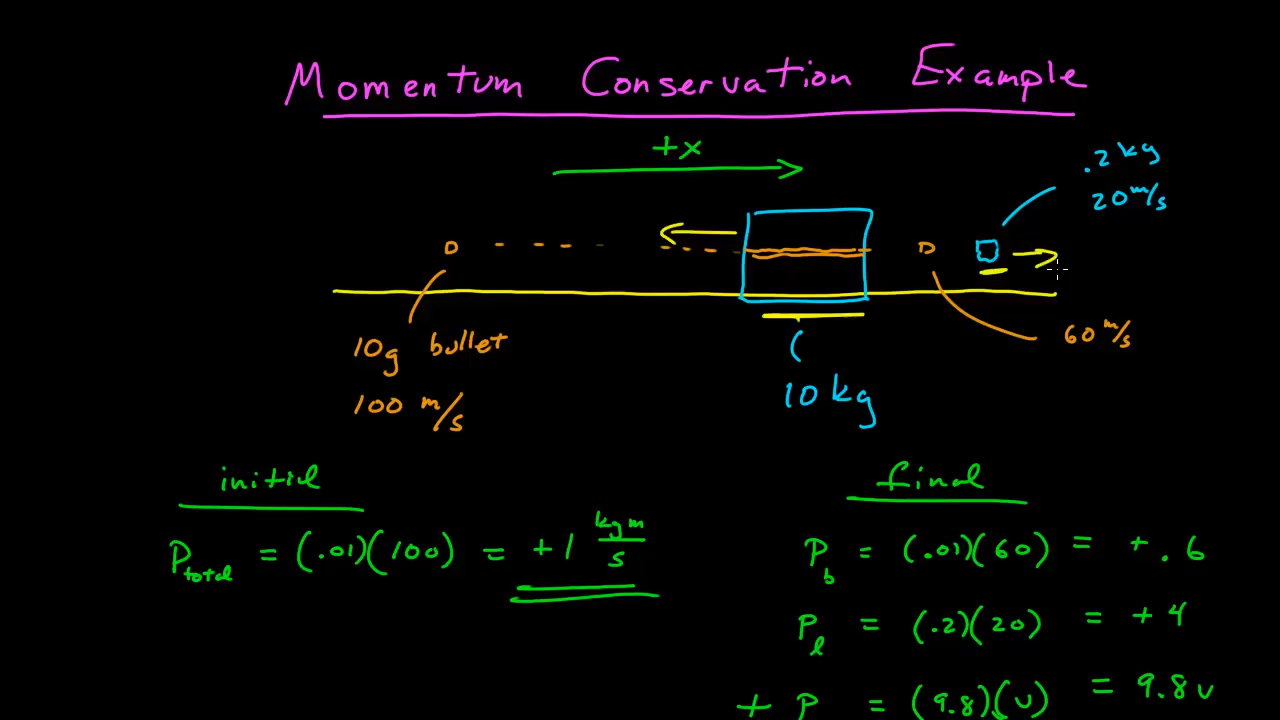 Momentum Conservation Example
+x
.2 kg
20 m/s
10g bullet
100 m/s
60 m/s
10 kg
initial
final
P_total = (.01)(100) = +1 kg m/s
P_b = (.01)(60) = +.6
P_l = (.2)(20) = +4
+ P = (9.8)(v) = 9.8v